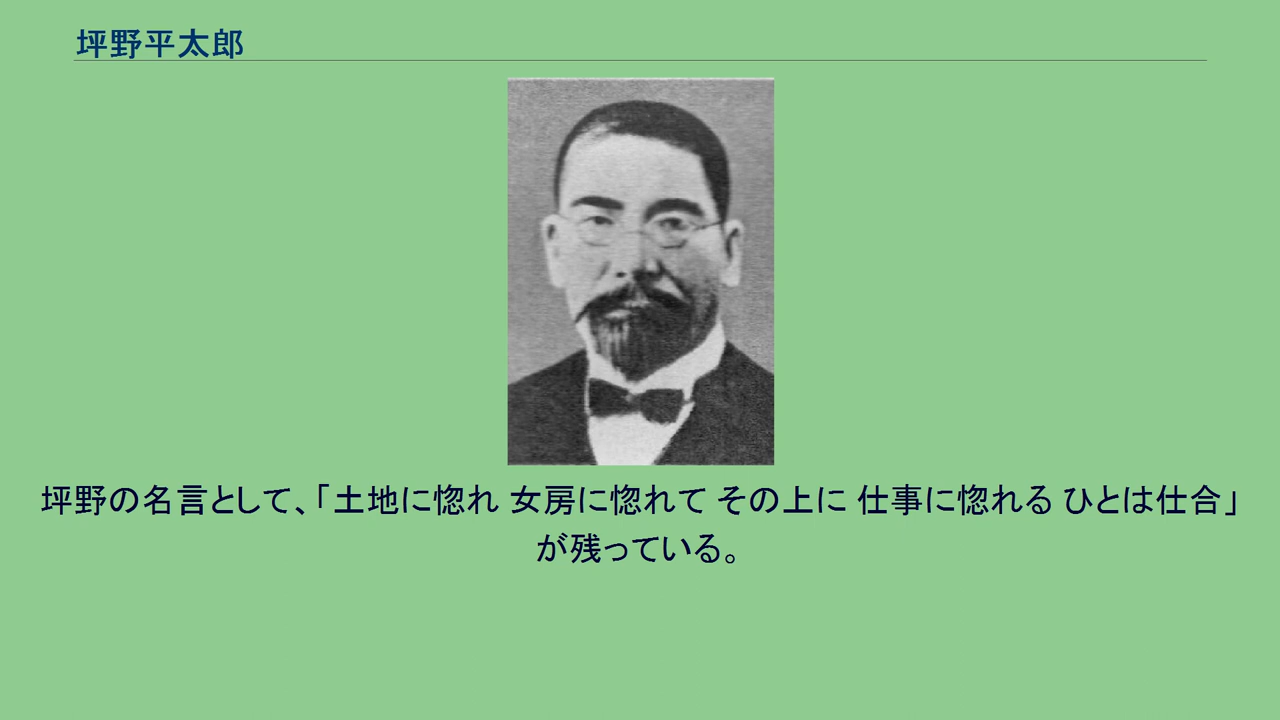 坪野平太郎
坪野の名言として、「土地に惚れ 女房に惚れて その上に 仕事に惚れる ひとは仕合」
が残っている。